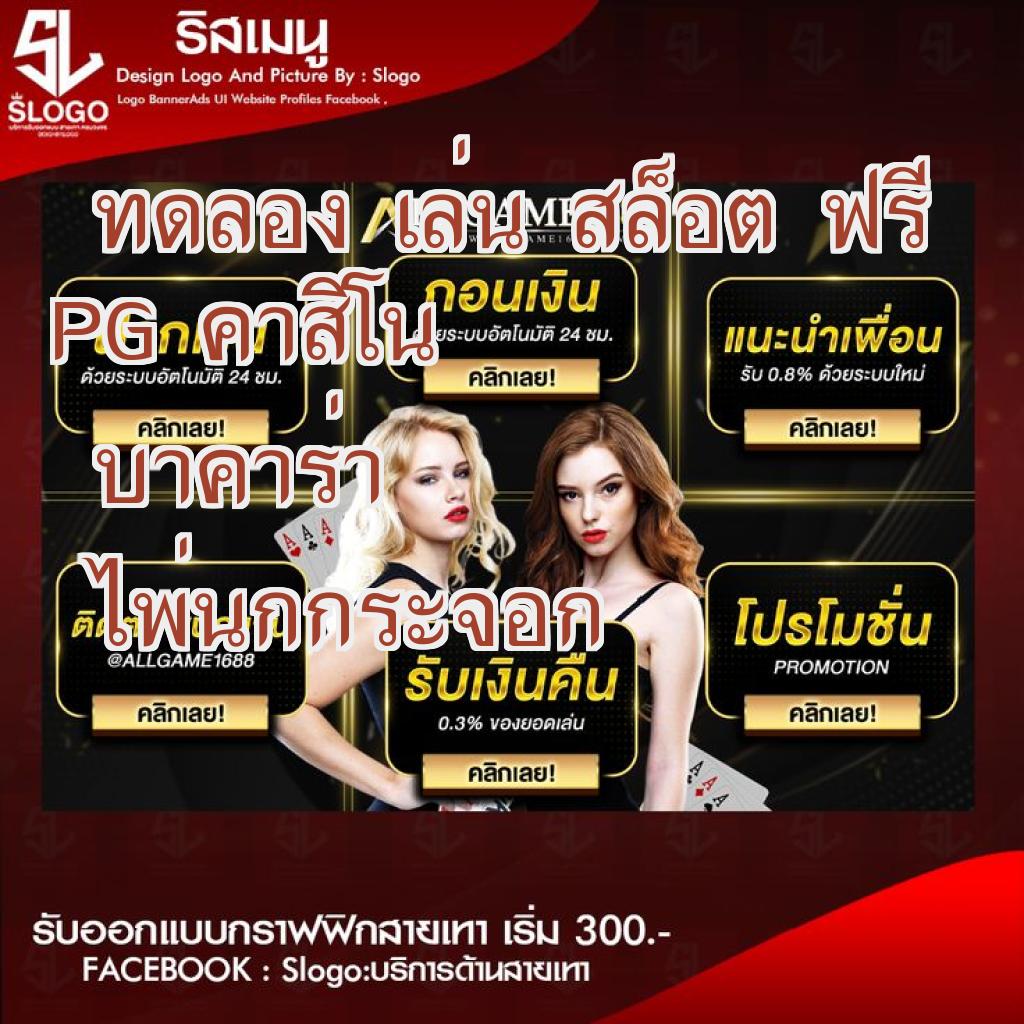 SL
SLOGO
ริสเมนู
Design Logo And Picture By : Slogo
Logo BannerAds UI Website Profiles Facebook .
ทดลอง เล่น สล็อต ฟรี
PG คาสิโน
บาคาร่า
ไพ่นกกระจอก
ด้วยระบบอัตโนมัติ 24 ชม.
คลิกเลย!
ถอนเงิน
ระบบอัตโนมัติ 24 ชม.
คลิกเลย!
แนะนำเพื่อน
รับ 0.8% ด้วยระบบใหม่
คลิกเลย!
@ALLGAME1688
คลิกเลย!
รับเงินคืน
0.3% ของยอดเล่น
คลิกเลย!
โปรโมชั่น
PROMOTION
คลิกเลย!
รับออกแบบกราฟฟิกสายเทา เริ่ม 300.-
FACEBOOK : Slogo:บริการด้านสายเทา